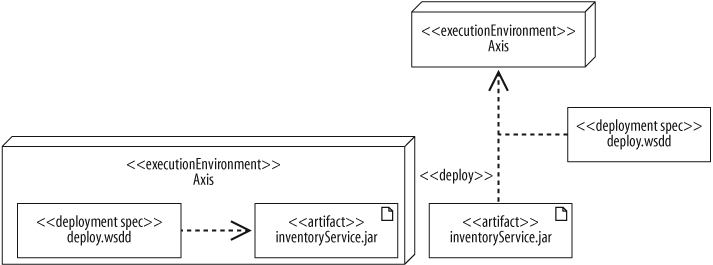 <<executionEnvironment>>
Axis
<<deployment spec>>
deploy.wsdd
<<artifact>>
inventoryService.jar
<<executionEnvironment>>
Axis
<<deployment spec>>
deploy.wsdd
<<deploy>>
<<artifact>>
inventoryService.jar